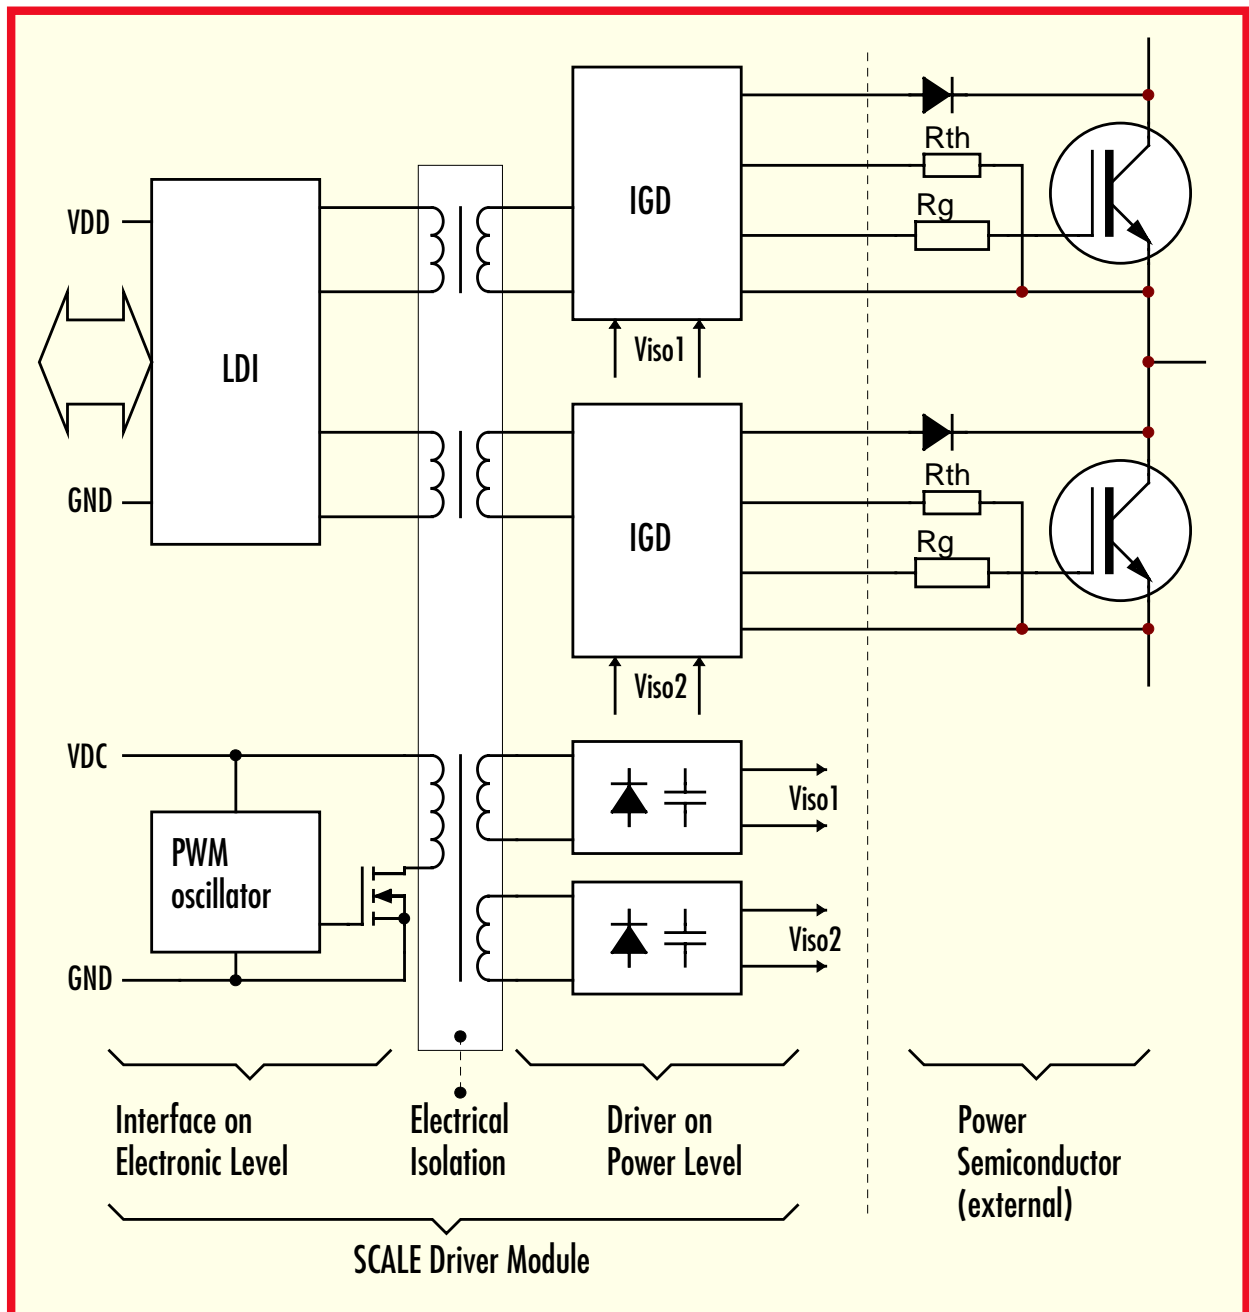 VDD
LDI
GND
IGD
Viso1
Rth
Rg
IGD
Viso2
Rth
Rg
VDC
PWM
oscillator
GND
Viso1
Viso2
Interface on
Electronic Level
Electrical
Isolation
Driver on
Power Level
Power
Semiconductor
(external)
SCALE Driver Module